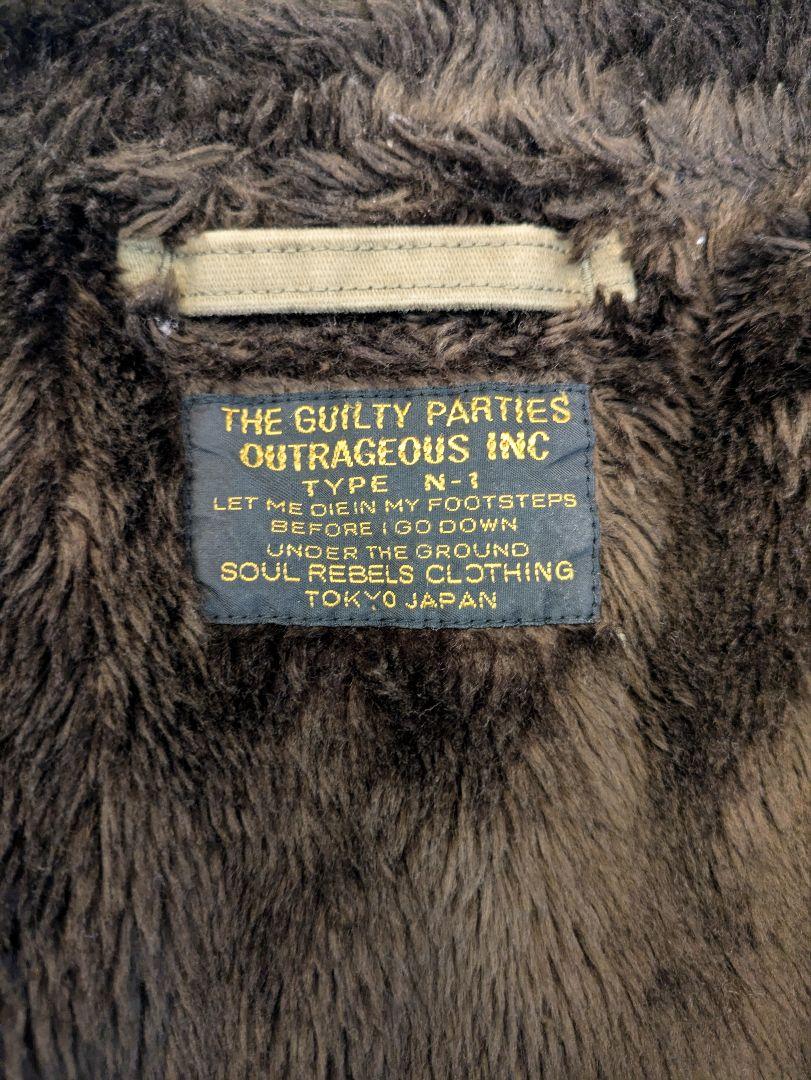 THE GUILTY PARTIES
OUTRAGEOUS INC
TYPE N-1
LET ME DIE IN MY FOOTSTEPS
BEFORE I GO DOWN
UNDER THE GROUND
SOUL REBELS CLOTHING
TOKYO JAPAN